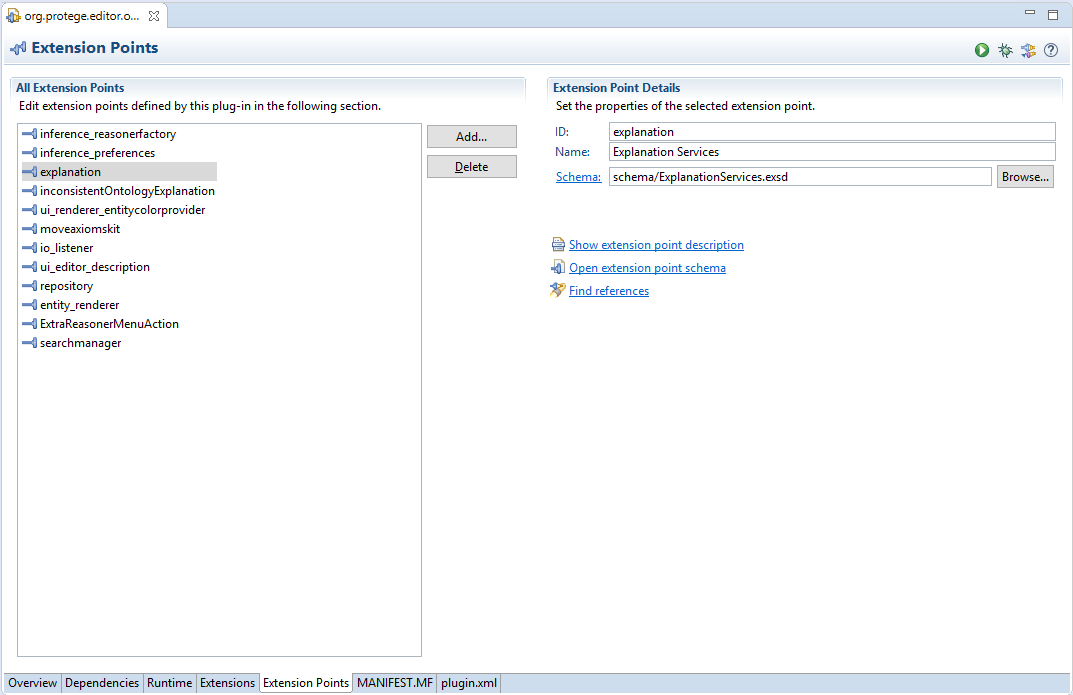 org.protege.editor.o...
Extension Points
All Extension Points
Edit extension points defined by this plug-in in the following section.
inference_reasonerfactory
inference_preferences
explanation
inconsistentOntologyExplanation
ui_renderer_entitycolorprovider
moveaxiomskit
io_listener
ui_editor_description
repository
entity_renderer
ExtraReasonerMenuAction
searchmanager
Add...
Delete
Extension Point Details
Set the properties of the selected extension point.
ID: explanation
Name: Explanation Services
Schema: schema/ExplanationServices.exsd Browse...
Show extension point description
Open extension point schema
Find references
Overview Dependencies Runtime Extensions Extension Points MANIFEST.MF plugin.xml